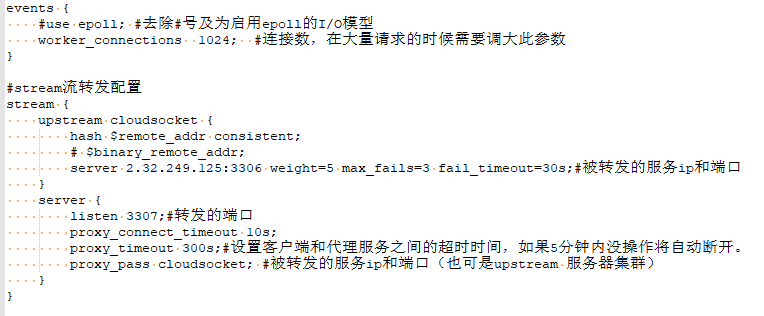 events {
    #use epoll; #去除#号及为启用epoll的I/O模型
    worker_connections  1024;  #连接数，在大量请求的时候需要调大此参数
}

#stream流转发配置
stream {
    upstream cloudsocket {
        hash $remote_addr consistent;
        # $binary_remote_addr;
        server 2.32.249.125:3306 weight=5 max_fails=3 fail_timeout=30s;#被转发的服务ip和端口
    }
    server {
        listen 3307;#转发的端口
        proxy_connect_timeout 10s;
        proxy_timeout 300s;#设置客户端和代理服务之间的超时时间，如果5分钟内没操作将自动断开。
        proxy_pass cloudsocket; #被转发的服务ip和端口（也可是upstream 服务器集群）
    }
}